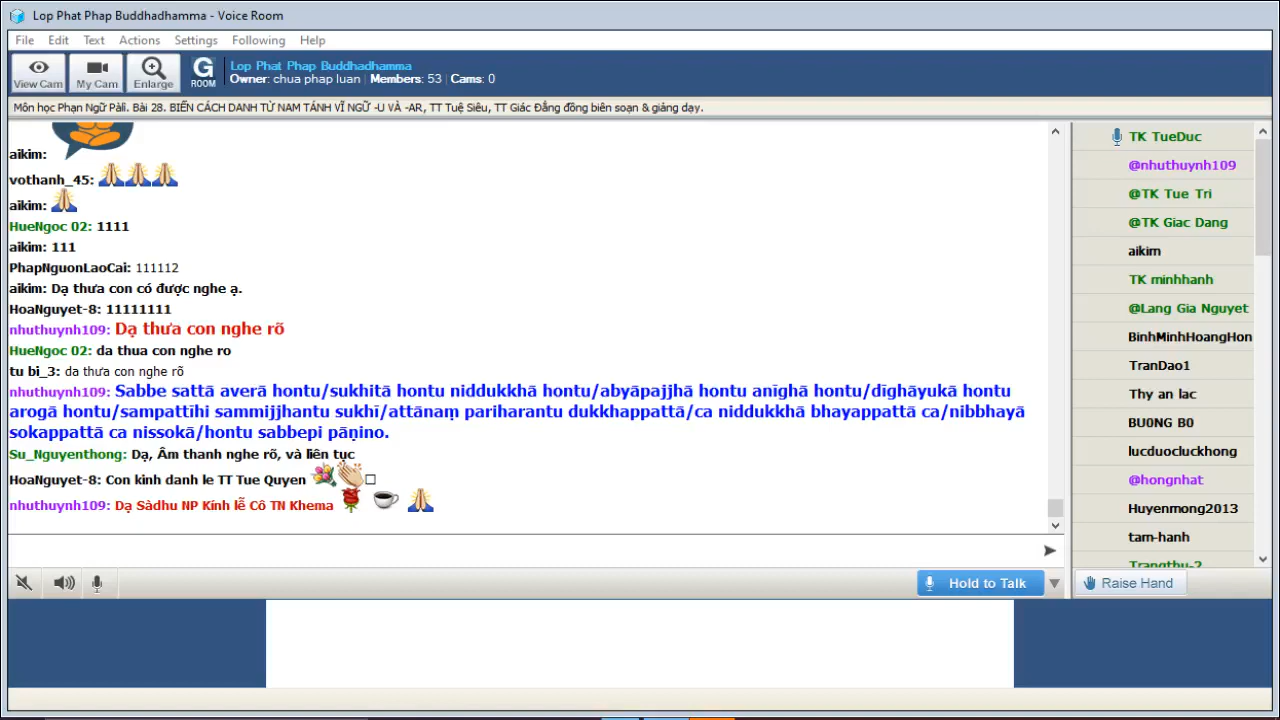 Lop Phat Phap Buddhadhamma - Voice Room
File Edit Text Actions Settings Following Help
View Cam My Cam Enlarge G ROOM
Lop Phat Phap Buddhadhamma
Owner: chua phap luan | Members: 53 | Cams: 0
Môn học Phạn Ngữ Pàli. Bài 28. BIẾN CÁCH DANH TỪ NAM TÁNH VĨ NGỮ -U VÀ -AR, TT Tuệ Siêu, TT Giác Đẳng đồng biên soạn & giảng dạy.
aikim:
vothanh_45:
aikim:
HueNgoc 02: 1111
aikim: 111
PhapNguonLaoCai: 111112
aikim: Dạ thưa con có được nghe ạ.
HoaNguyet-8: 11111111
nhuthuynh109: Dạ thưa con nghe rõ
HueNgoc 02: da thua con nghe ro
tu bi_3: da thưa con nghe rõ
nhuthuynh109: Sabbe sattā averā hontu/sukhitā hontu niddukkhā hontu/abyāpajjhā hontu anīghā hontu/dīghāyukā hontu
arogā hontu/sampattīhi sammijjhantu sukhī/attānaṃ pariharantu dukkhappattā/ca niddukkhā bhayappattā ca/nibbhayā
sokappattā ca nissokā/hontu sabbepi pāṇino.
Su_Nguyenthong: Dạ, Âm thanh nghe rõ, và liên tục
HoaNguyet-8: Con kinh danh le TT Tue Quyen
nhuthuynh109: Dạ Sàdhu NP Kính lễ Cô TN Khema
Hold to Talk
TK TueDuc
@nhuthuynh109
@TK Tue Tri
@TK Giac Dang
aikim
TK minhhanh
@Lang Gia Nguyet
BinhMinhHoangHon
TranDao1
Thy an lac
BU0NG B0
lucduocluckhong
@hongnhat
Huyenmong2013
tam-hanh
Trangthu-2
Raise Hand